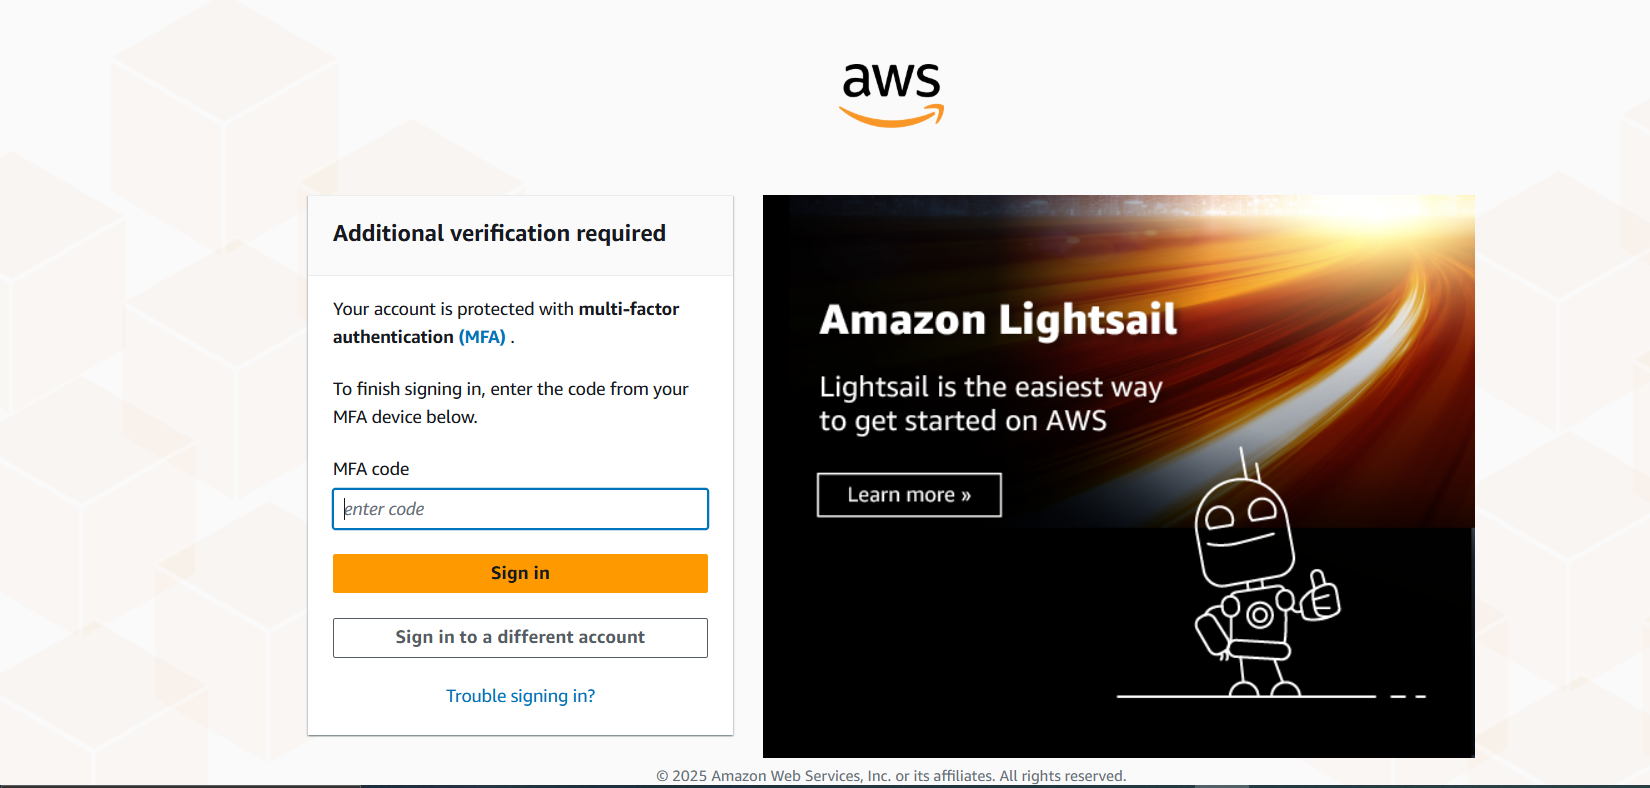 aws
Additional verification required
Your account is protected with multi-factor
authentication (MFA) .
To finish signing in, enter the code from your
MFA device below.
MFA code
enter code
Sign in
Sign in to a different account
Trouble signing in?
Amazon Lightsail
Lightsail is the easiest way
to get started on AWS
Learn more »
© 2025 Amazon Web Services, Inc. or its affiliates. All rights reserved.